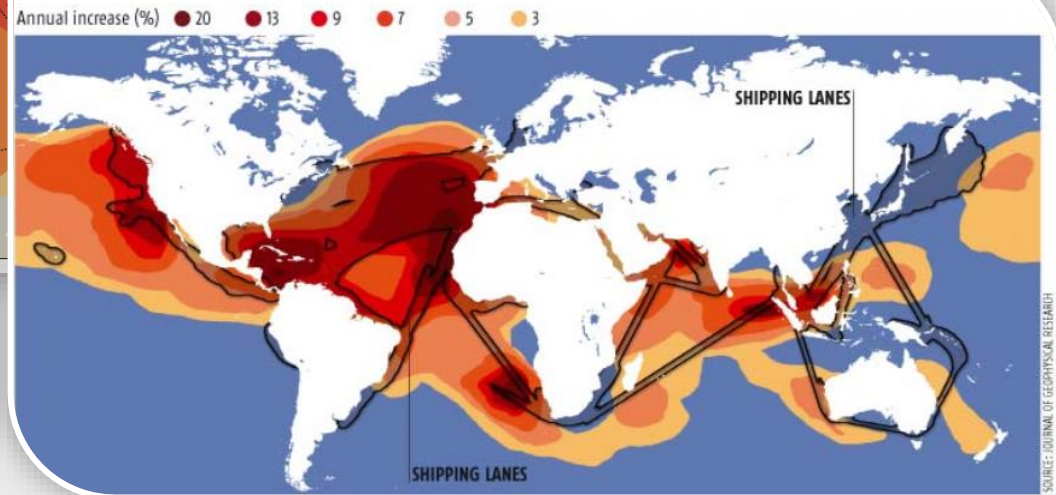 Annual increase (%) 20 13 9 7 5 3
SHIPPING LANES
SHIPPING LANES
SOURCE: JOURNAL OF GEOPHYSICAL RESEARCH